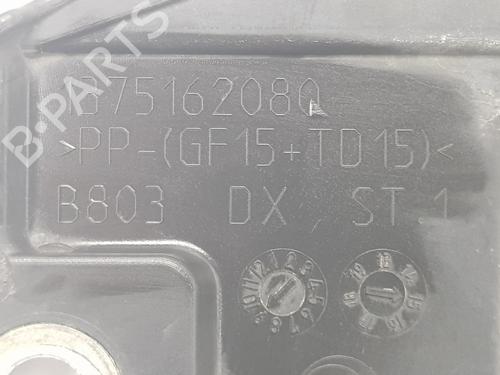 B-PARTS
B75162080
>PP-(GF15+TD15)<
B803 DX ST.1